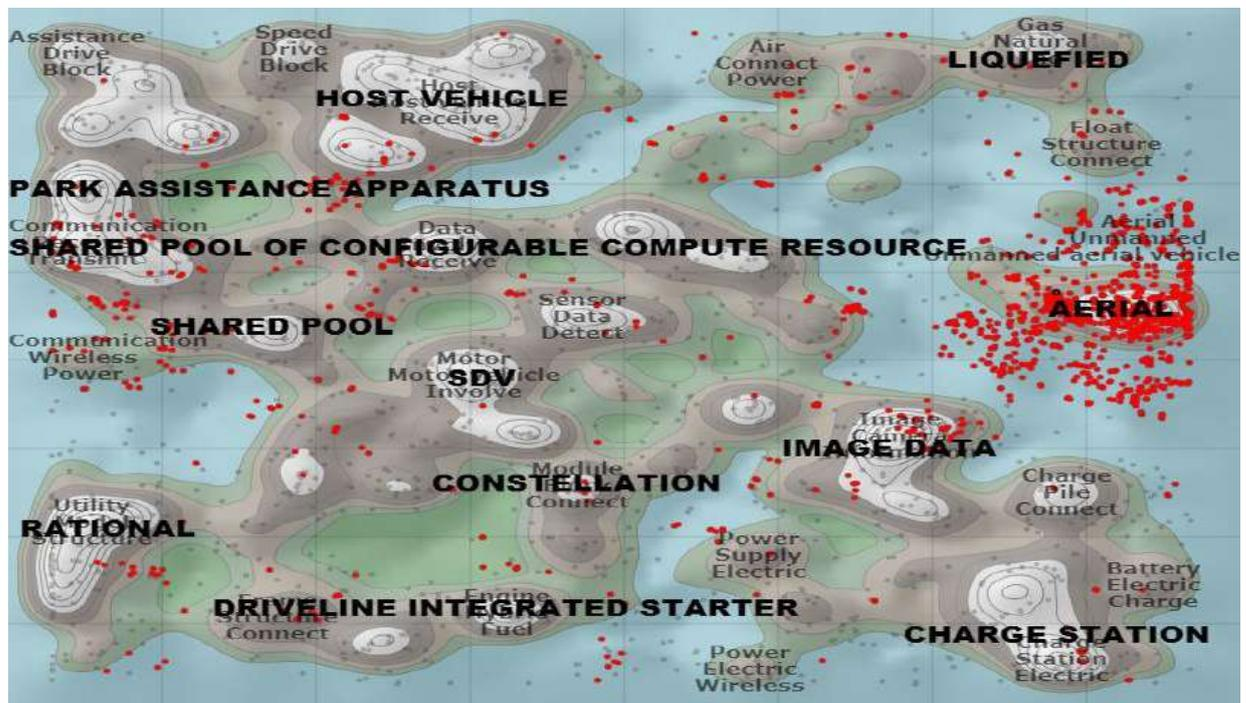 Assistance
Drive
Block
Speed
Drive
Block
HOST VEHICLE
Receive
Air
Connect
Power
Gas
Natural
LIQUEFIED
Float
Structure
Connect
PARK ASSISTANCE APPARATUS
Communication
Transmit
Data
SHARED POOL OF CONFIGURABLE COMPUTE RESOURCE
Receive
Aerial
Unmanned
Unmanned aerial vehicle
AERIAL
Sensor
Data
Detect
SHARED POOL
Communication
Wireless
Power
Motor
Motor vehicle
SDV
Involve
Image
IMAGE DATA
CONSTELLATION
Module
Connect
Charge
Pile
Connect
Utility
RATIONAL
Structure
Power
Supply
Electric
Battery
Electric
Charge
DRIVELINE INTEGRATED STARTER
Structure
Connect
Engine
Fuel
CHARGE STATION
Charge
Station
Electric
Power
Electric
Wireless